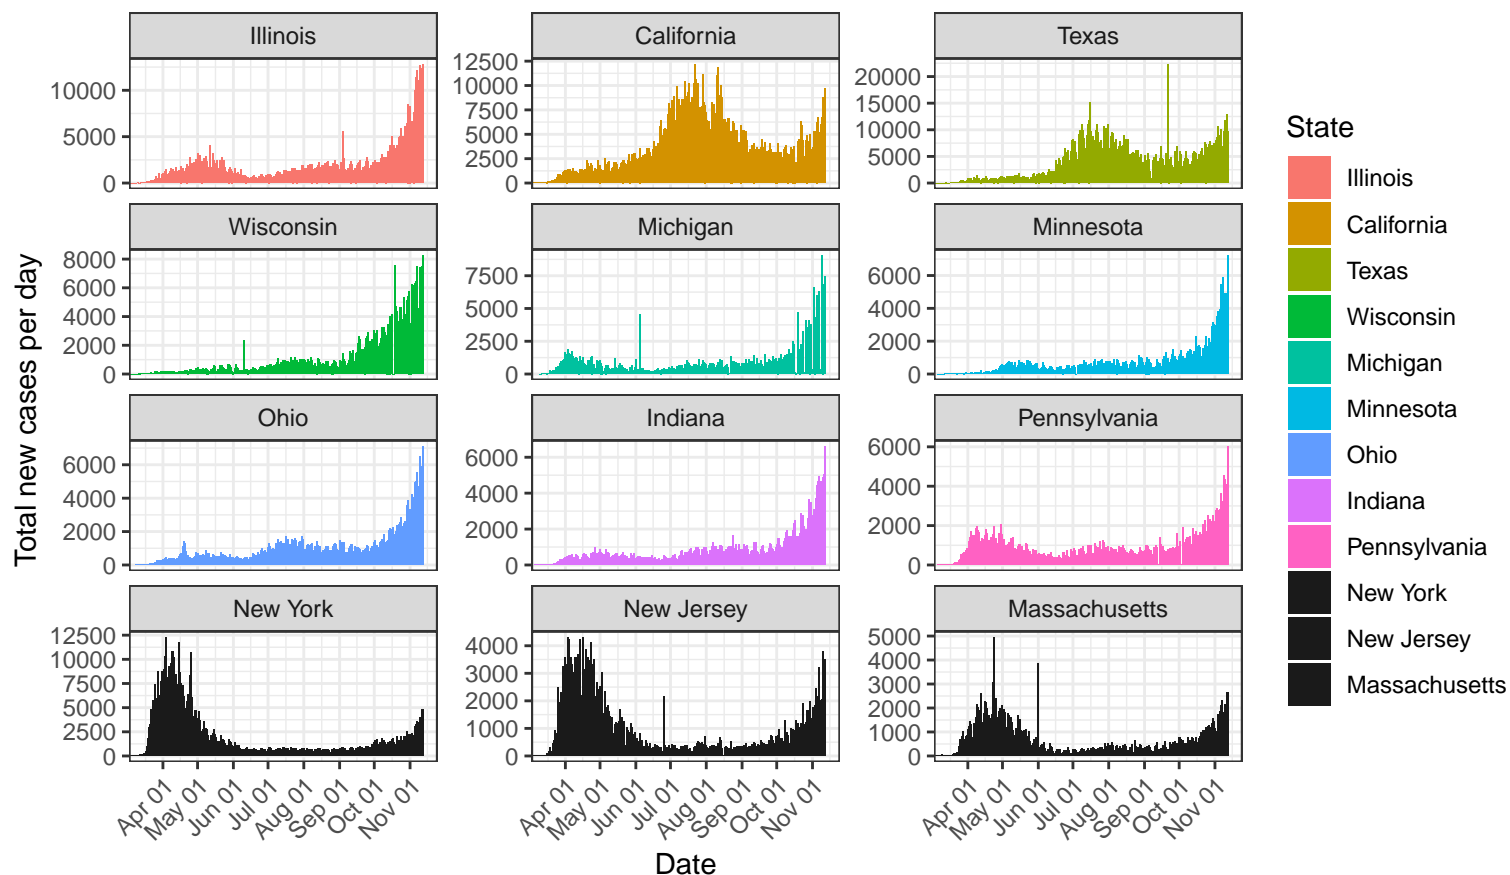 Illinois
California
Texas
10000
5000
0
12500
10000
7500
5000
2500
0
20000
15000
10000
5000
0
Wisconsin
Michigan
Minnesota
8000
6000
4000
2000
0
7500
5000
2500
0
6000
4000
2000
0
Ohio
Indiana
Pennsylvania
6000
4000
2000
0
6000
4000
2000
0
6000
4000
2000
0
New York
New Jersey
Massachusetts
12500
10000
7500
5000
2500
0
4000
3000
2000
1000
0
5000
4000
3000
2000
1000
0
Apr 01
May 01
Jun 01
Jul 01
Aug 01
Sep 01
Oct 01
Nov 01
Apr 01
May 01
Jun 01
Jul 01
Aug 01
Sep 01
Oct 01
Nov 01
Apr 01
May 01
Jun 01
Jul 01
Aug 01
Sep 01
Oct 01
Nov 01
Date
Total new cases per day
State
Illinois
California
Texas
Wisconsin
Michigan
Minnesota
Ohio
Indiana
Pennsylvania
New York
New Jersey
Massachusetts